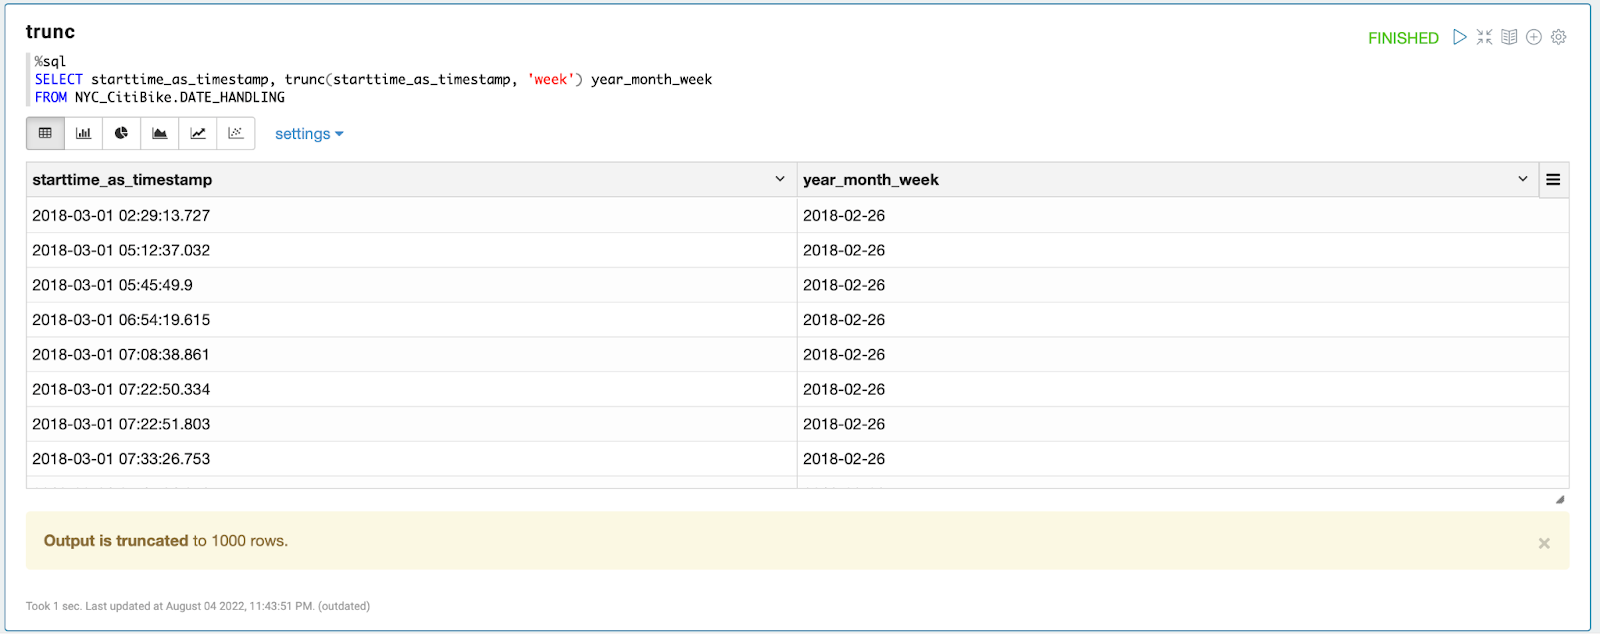 trunc
FINISHED
%sql
SELECT starttime_as_timestamp, trunc(starttime_as_timestamp, 'week') year_month_week
FROM NYC_CitiBike.DATE_HANDLING
settings
starttime_as_timestamp year_month_week
2018-03-01 02:29:13.727 2018-02-26
2018-03-01 05:12:37.032 2018-02-26
2018-03-01 05:45:49.9 2018-02-26
2018-03-01 06:54:19.615 2018-02-26
2018-03-01 07:08:38.861 2018-02-26
2018-03-01 07:22:50.334 2018-02-26
2018-03-01 07:22:51.803 2018-02-26
2018-03-01 07:33:26.753 2018-02-26
Output is truncated to 1000 rows.
Took 1 sec. Last updated at August 04 2022, 11:43:51 PM. (outdated)